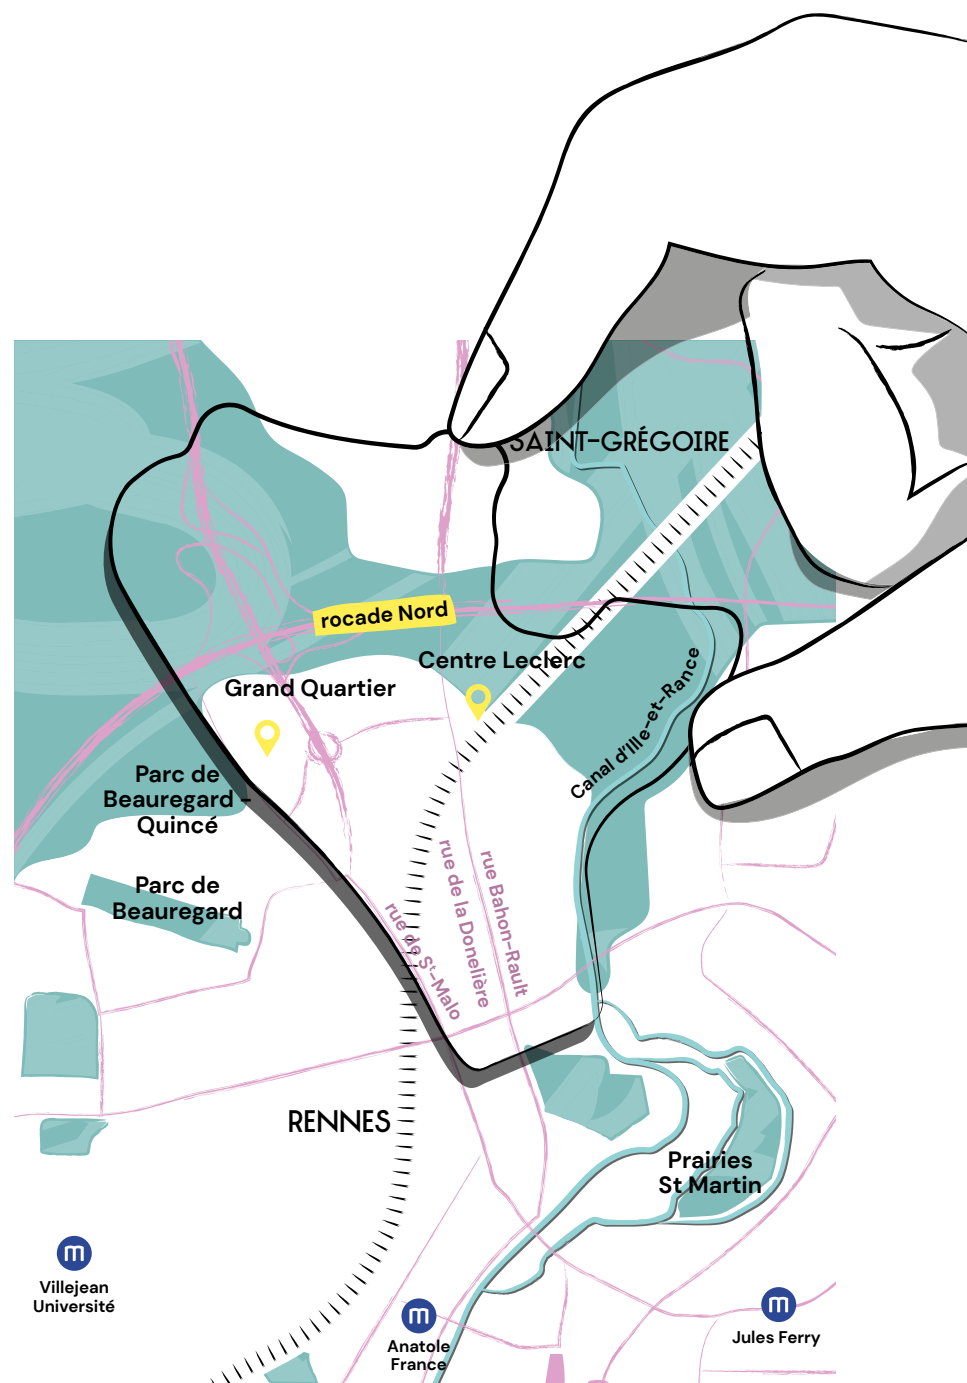 SAINT-GRÉGOIRE
rocade Nord
Centre Leclerc
Grand Quartier
Canal d'Ille-et-Rance
Parc de
Beauregard -
Quincé
Parc de
Beauregard
rue de St-Malo
rue de la Donelière
rue Bahon-Rault
RENNES
Prairies
St Martin
m
Villejean
Université
m
Anatole
France
m
Jules Ferry